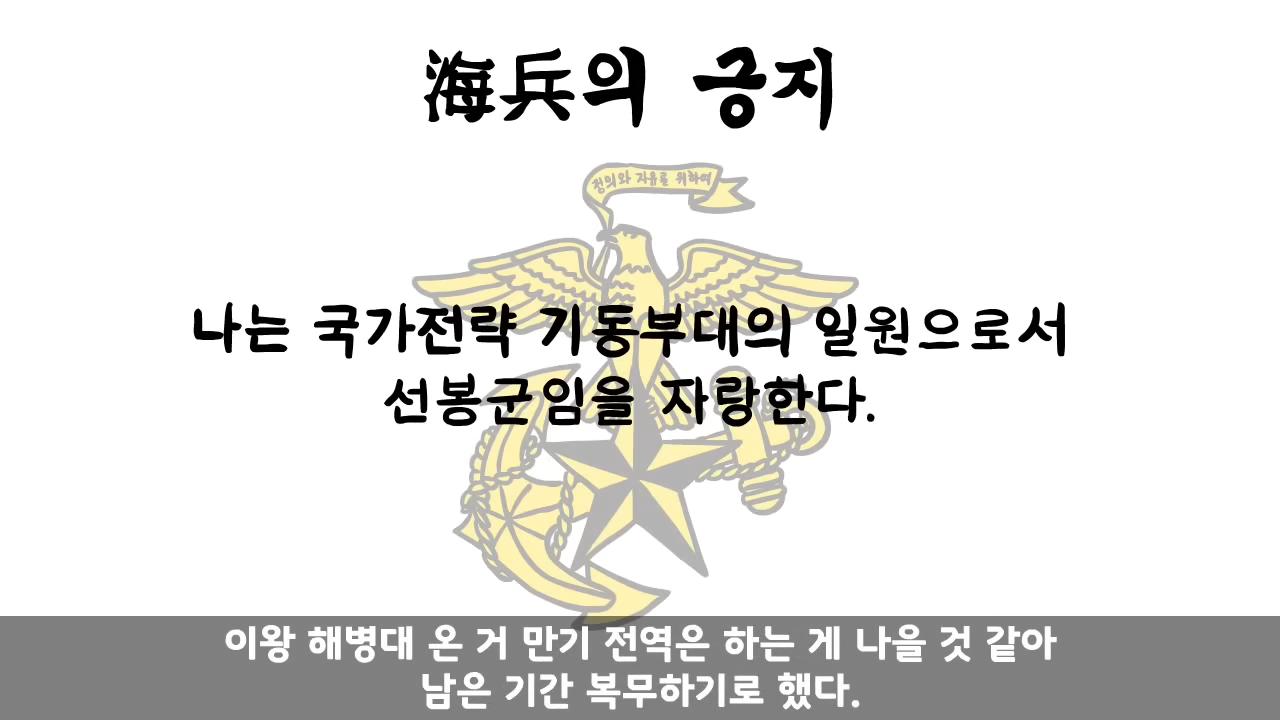 海兵의 긍지
정의와 자유를 위하여
나는 국가전략 기동부대의 일원으로서
선봉군임을 자랑한다.
이왕 해병대 온 거 만기 전역은 하는 게 나을 것 같아
남은 기간 복무하기로 했다.